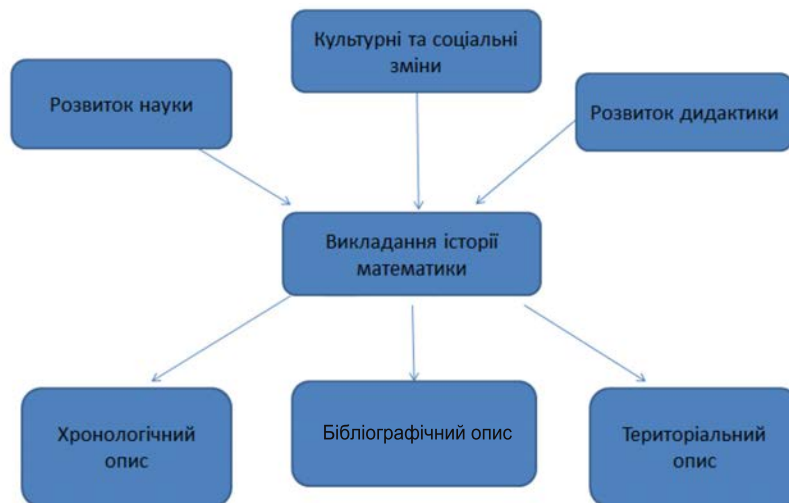 Культурні та соціальні
зміни
Розвиток науки
Розвиток дидактики
Викладання історії
математики
Хронологічний
опис
Бібліографічний опис
Територіальний
опис